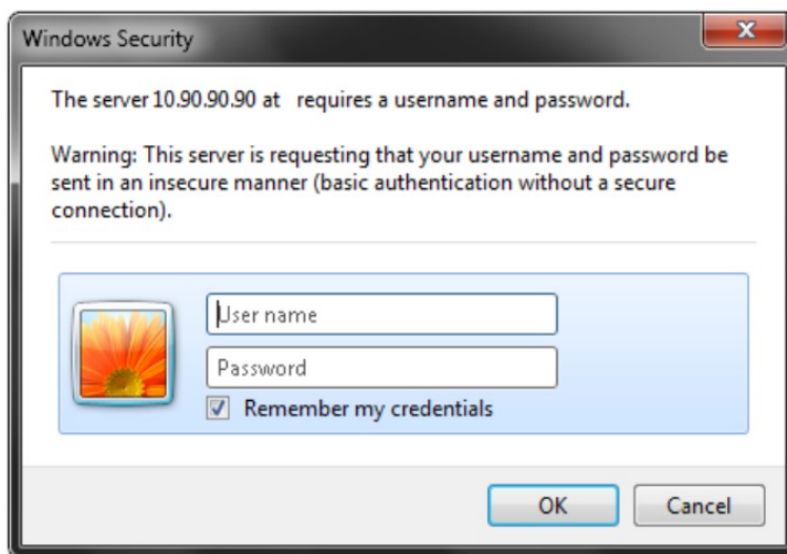 Windows Security
The server 10.90.90.90 at   requires a username and password.
Warning: This server is requesting that your username and password be
sent in an insecure manner (basic authentication without a secure
connection).
User name
Password
Remember my credentials
OK
Cancel